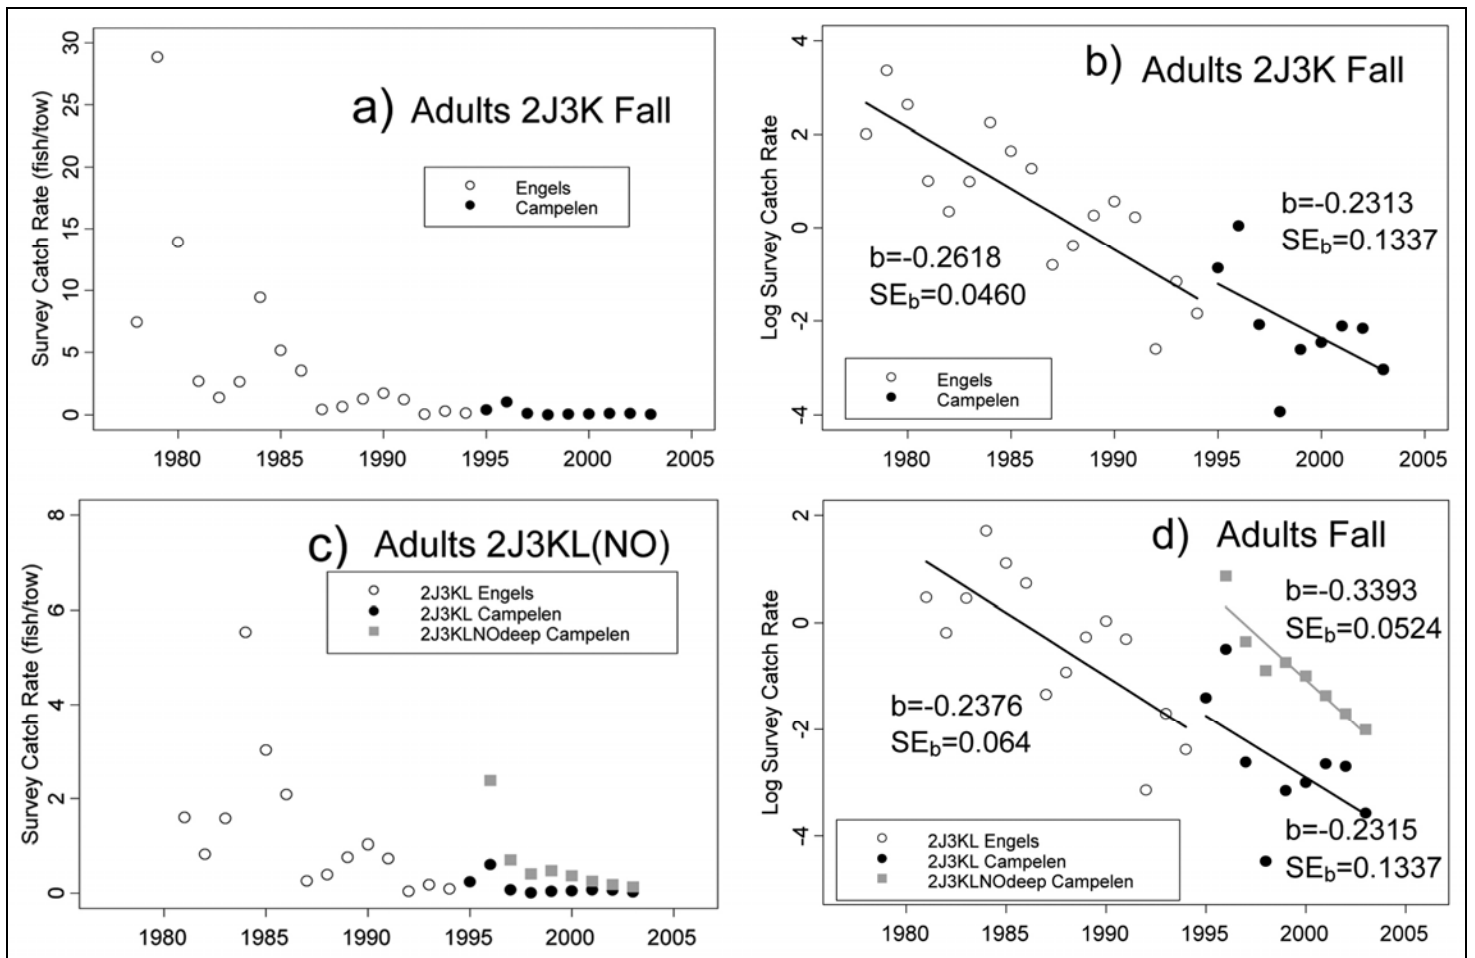 a) Adults 2J3K Fall
Survey Catch Rate (fish/tow)
30
25
20
15
10
5
0
Engels
Campelen
1980 1985 1990 1995 2000 2005
b) Adults 2J3K Fall
Log Survey Catch Rate
4
2
0
-2
-4
b=-0.2313
SEb=0.1337
b=-0.2618
SEb=0.0460
Engels
Campelen
1980 1985 1990 1995 2000 2005
c) Adults 2J3KL(NO)
Survey Catch Rate (fish/tow)
8
6
4
2
0
2J3KL Engels
2J3KL Campelen
2J3KLNOdeep Campelen
1980 1985 1990 1995 2000 2005
d) Adults Fall
Log Survey Catch Rate
2
0
-2
-4
b=-0.3393
SEb=0.0524
b=-0.2376
SEb=0.064
b=-0.2315
SEb=0.1337
2J3KL Engels
2J3KL Campelen
2J3KLNOdeep Campelen
1980 1985 1990 1995 2000 2005